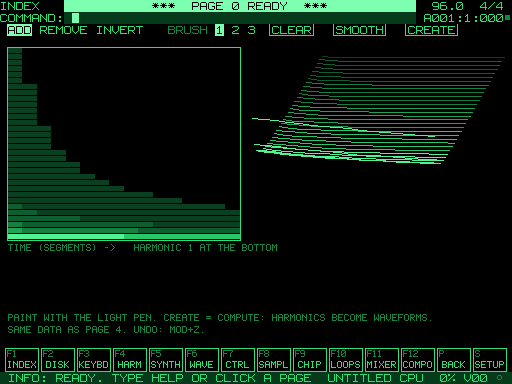 INDEX *** PAGE 0 READY *** 96.0 4/4
COMMAND: A001:1:000
ADD REMOVE INVERT BRUSH 1 2 3 CLEAR SMOOTH CREATE
TIME (SEGMENTS) -> HARMONIC 1 AT THE BOTTOM
PAINT WITH THE LIGHT PEN. CREATE = COMPUTE: HARMONICS BECOME WAVEFORMS.
SAME DATA AS PAGE 4. UNDO: MOD+Z.
F1 F2 F3 F4 F5 F6 F7 F8 F9 F10 F11 F12 P S
INDEX DISK KEYBD HARM SYNTH WAVE CTRL SAMPL CHIP LOOPS MIXER COMPO BACK SETUP
INFO: READY. TYPE HELP OR CLICK A PAGE UNTITLED CPU 0% V00